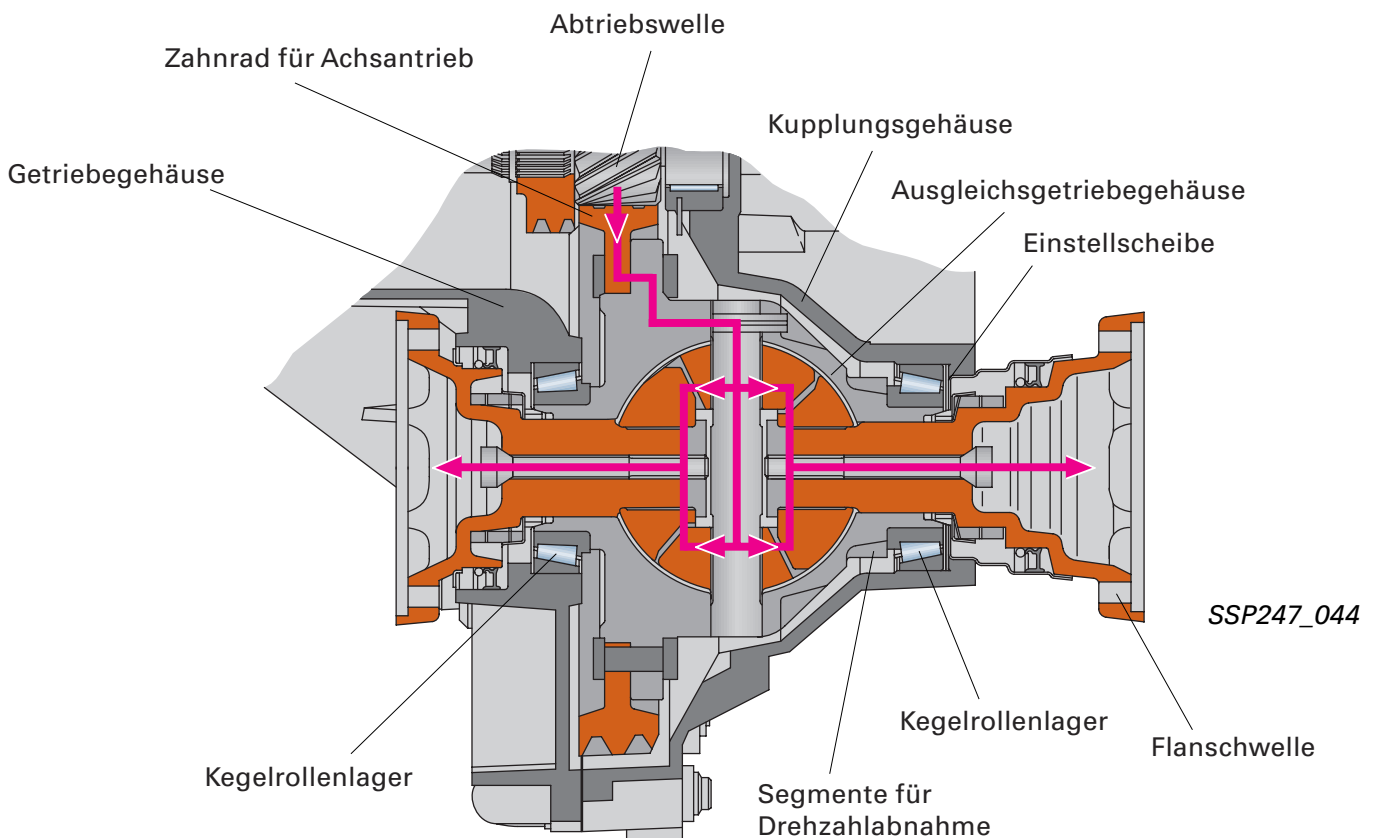 Abtriebswelle
Zahnrad für Achsantrieb
Kupplungsgehäuse
Getriebegehäuse
Ausgleichsgetriebegehäuse
Einstellscheibe
SSP247_044
Kegelrollenlager
Flanschwelle
Kegelrollenlager
Segmente für
Drehzahlabnahme